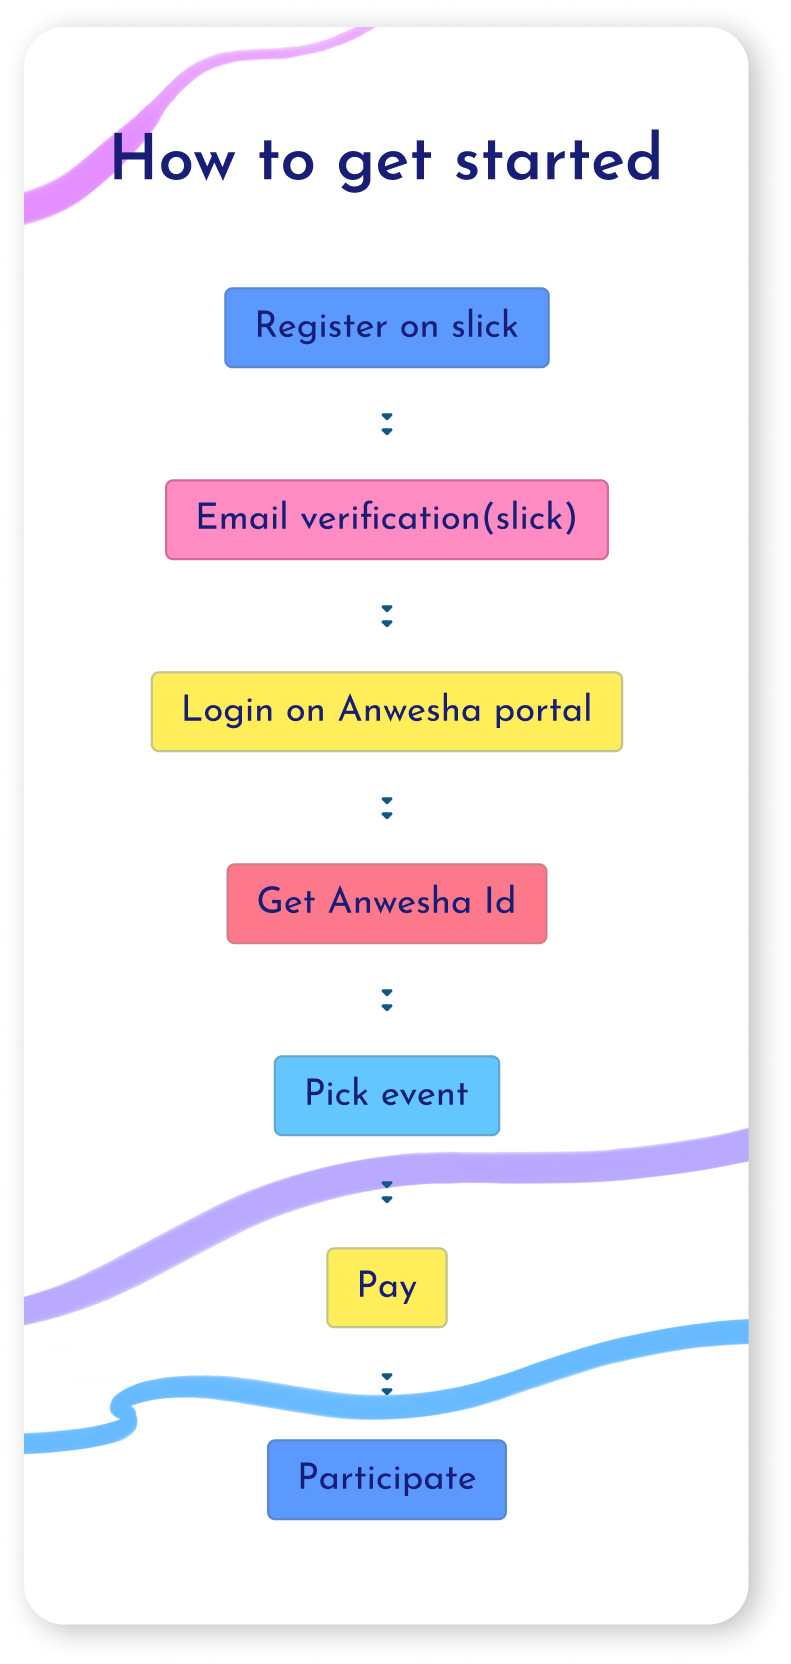 How to get started
Register on slick
Email verification(slick)
Login on Anwesha portal
Get Anwesha Id
Pick event
Pay
Participate